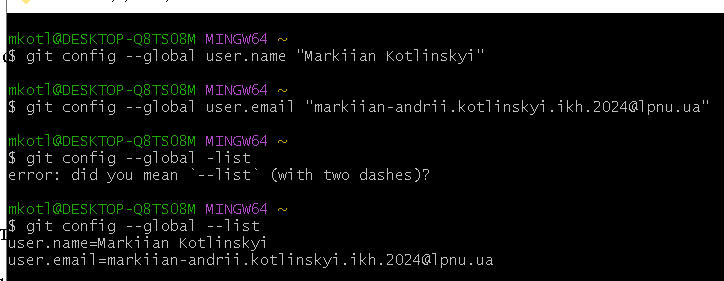 mkotl@DESKTOP-Q8TS08M MINGW64 ~
$ git config --global user.name "Markiian Kotlinskyi"
mkotl@DESKTOP-Q8TS08M MINGW64 ~
$ git config --global user.email "markiian-andrii.kotlinskyi.ikh.2024@lpnu.ua"
mkotl@DESKTOP-Q8TS08M MINGW64 ~
$ git config --global -list
error: did you mean `--list` (with two dashes)?
mkotl@DESKTOP-Q8TS08M MINGW64 ~
$ git config --global --list
user.name=Markiian Kotlinskyi
user.email=markiian-andrii.kotlinskyi.ikh.2024@lpnu.ua